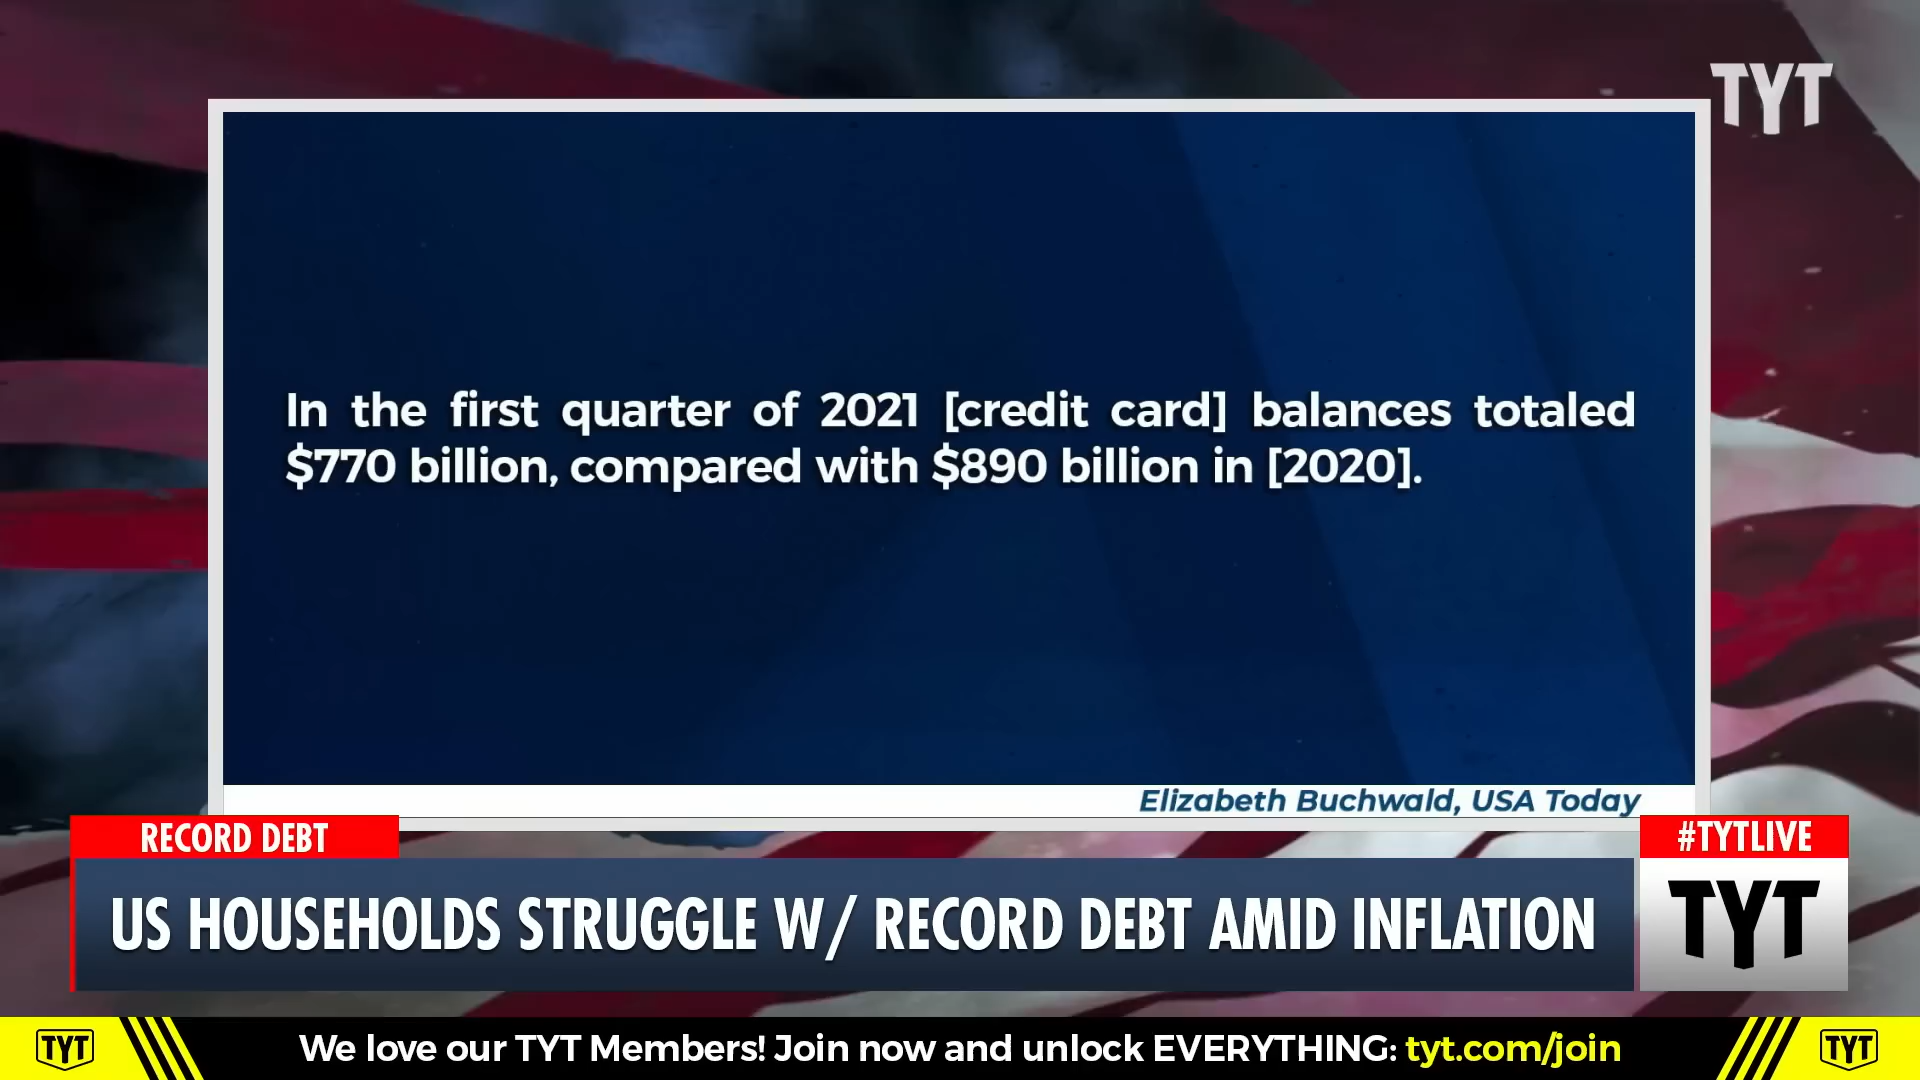 TYT
In the first quarter of 2021 [credit card] balances totaled
$770 billion, compared with $890 billion in [2020].
Elizabeth Buchwald, USA Today
RECORD DEBT
#TYTLIVE
US HOUSEHOLDS STRUGGLE W/ RECORD DEBT AMID INFLATION
TYT
TYT
We love our TYT Members! Join now and unlock EVERYTHING: tyt.com/join
TYT